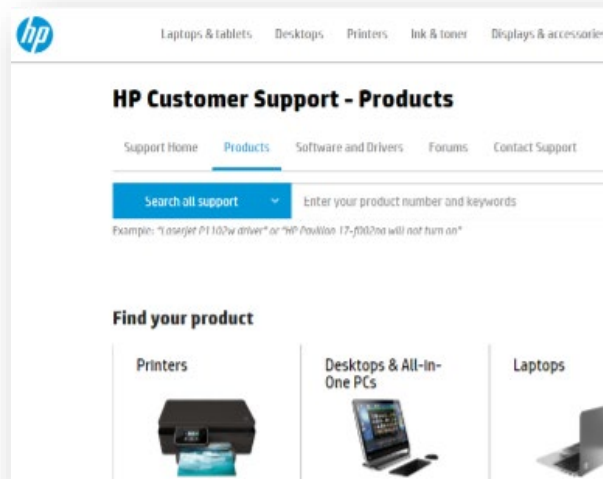 hp
Laptops & tablets Desktops Printers Ink & toner Displays & accessories
HP Customer Support - Products
Support Home Products Software and Drivers Forums Contact Support
Search all support Enter your product number and keywords
Example: "LaserJet P1102w driver" or "HP Pavilion 17-f002na will not turn on"
Find your product
Printers Desktops & All-in- Laptops
One PCs